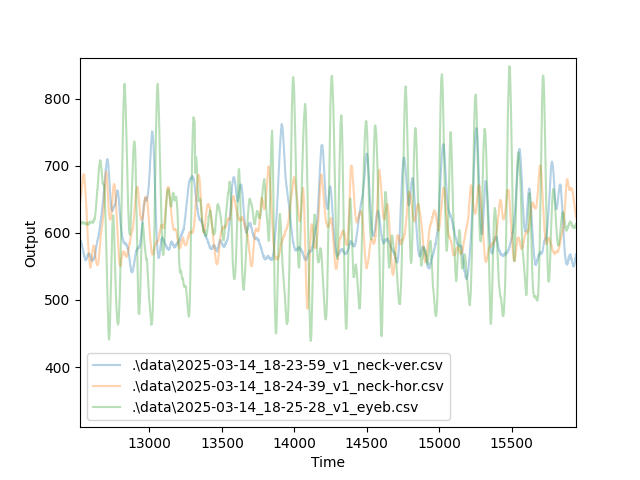 800
700
600
500
400
Output
13000 13500 14000 14500 15000 15500
Time
.\data\2025-03-14_18-23-59_v1_neck-ver.csv
.\data\2025-03-14_18-24-39_v1_neck-hor.csv
.\data\2025-03-14_18-25-28_v1_eyeb.csv